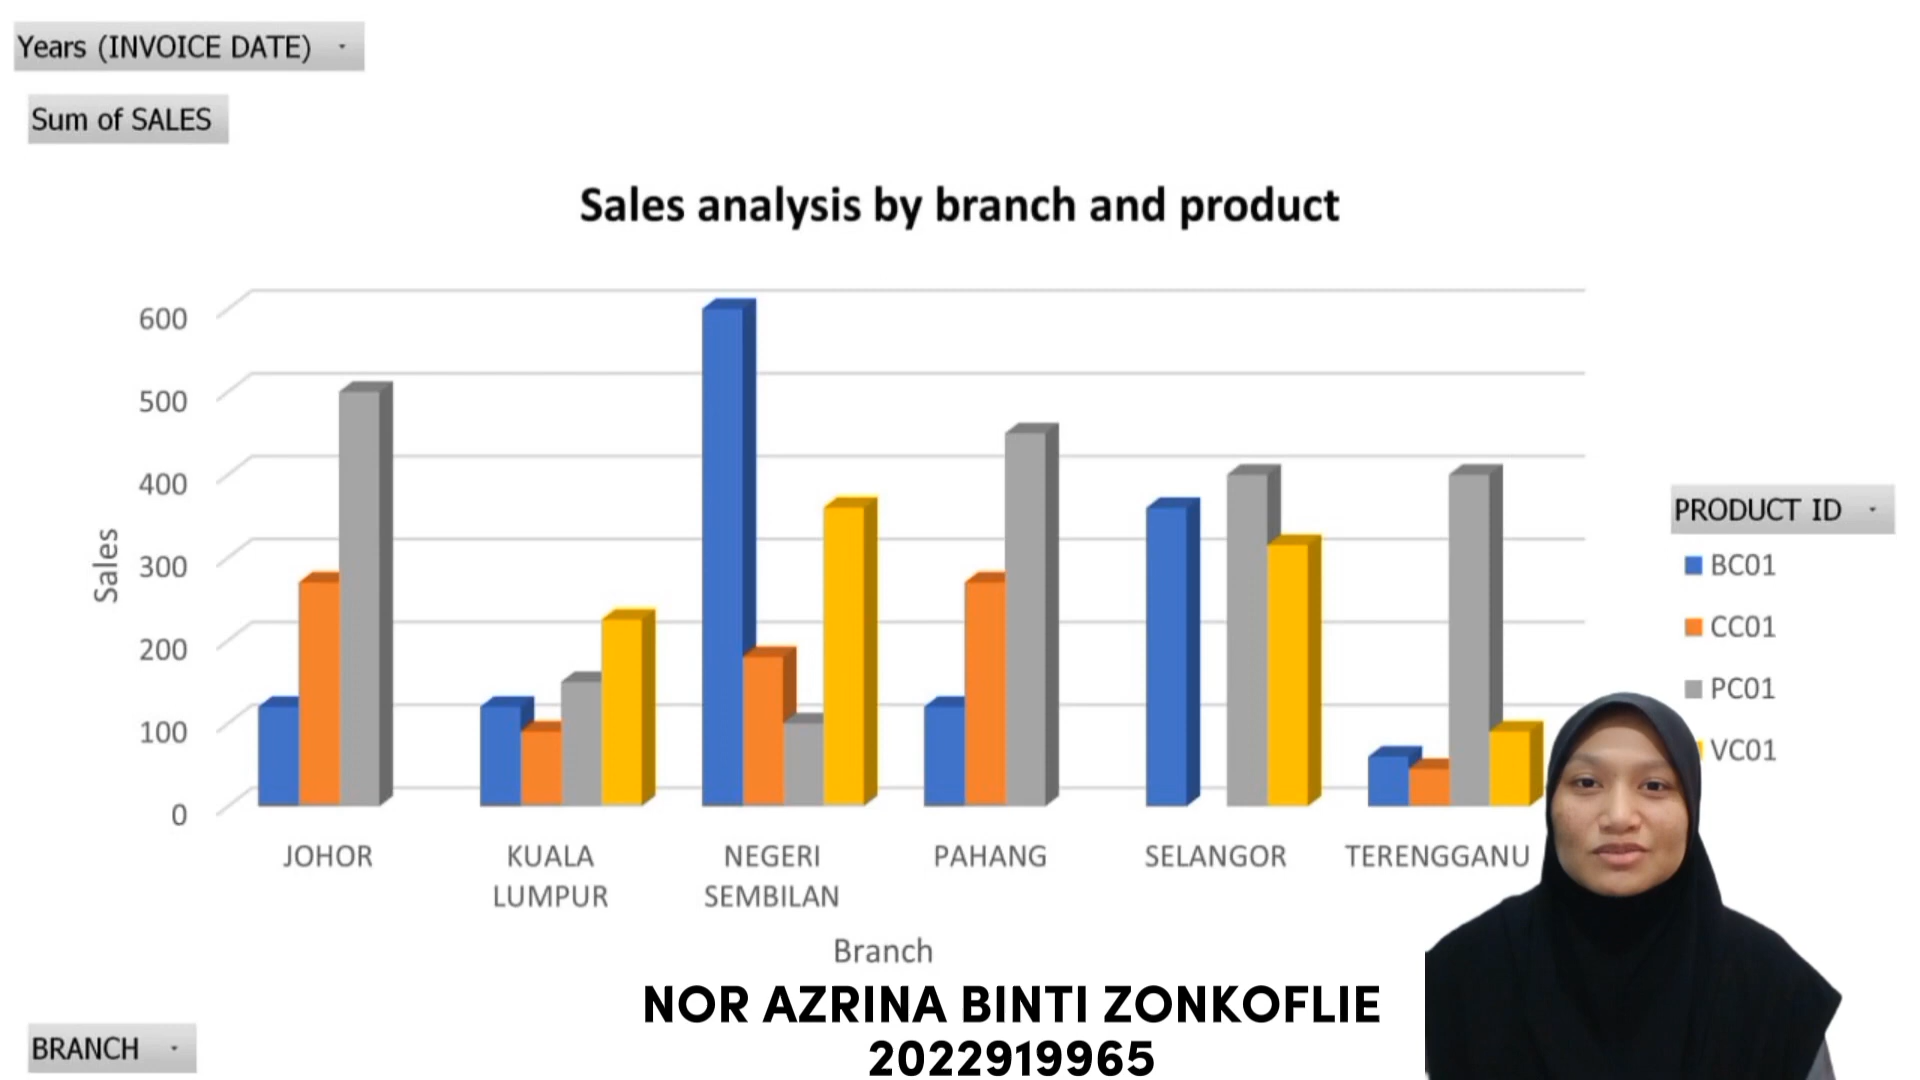 Years (INVOICE DATE)
Sum of SALES
Sales analysis by branch and product
600
500
400
300
200
100
0
Sales
JOHOR
KUALA
LUMPUR
NEGERI
SEMBILAN
PAHANG
SELANGOR
TERENGGANU
Branch
PRODUCT ID
BC01
CC01
PC01
VC01
NOR AZRINA BINTI ZONKOFLIE
2022919965
BRANCH